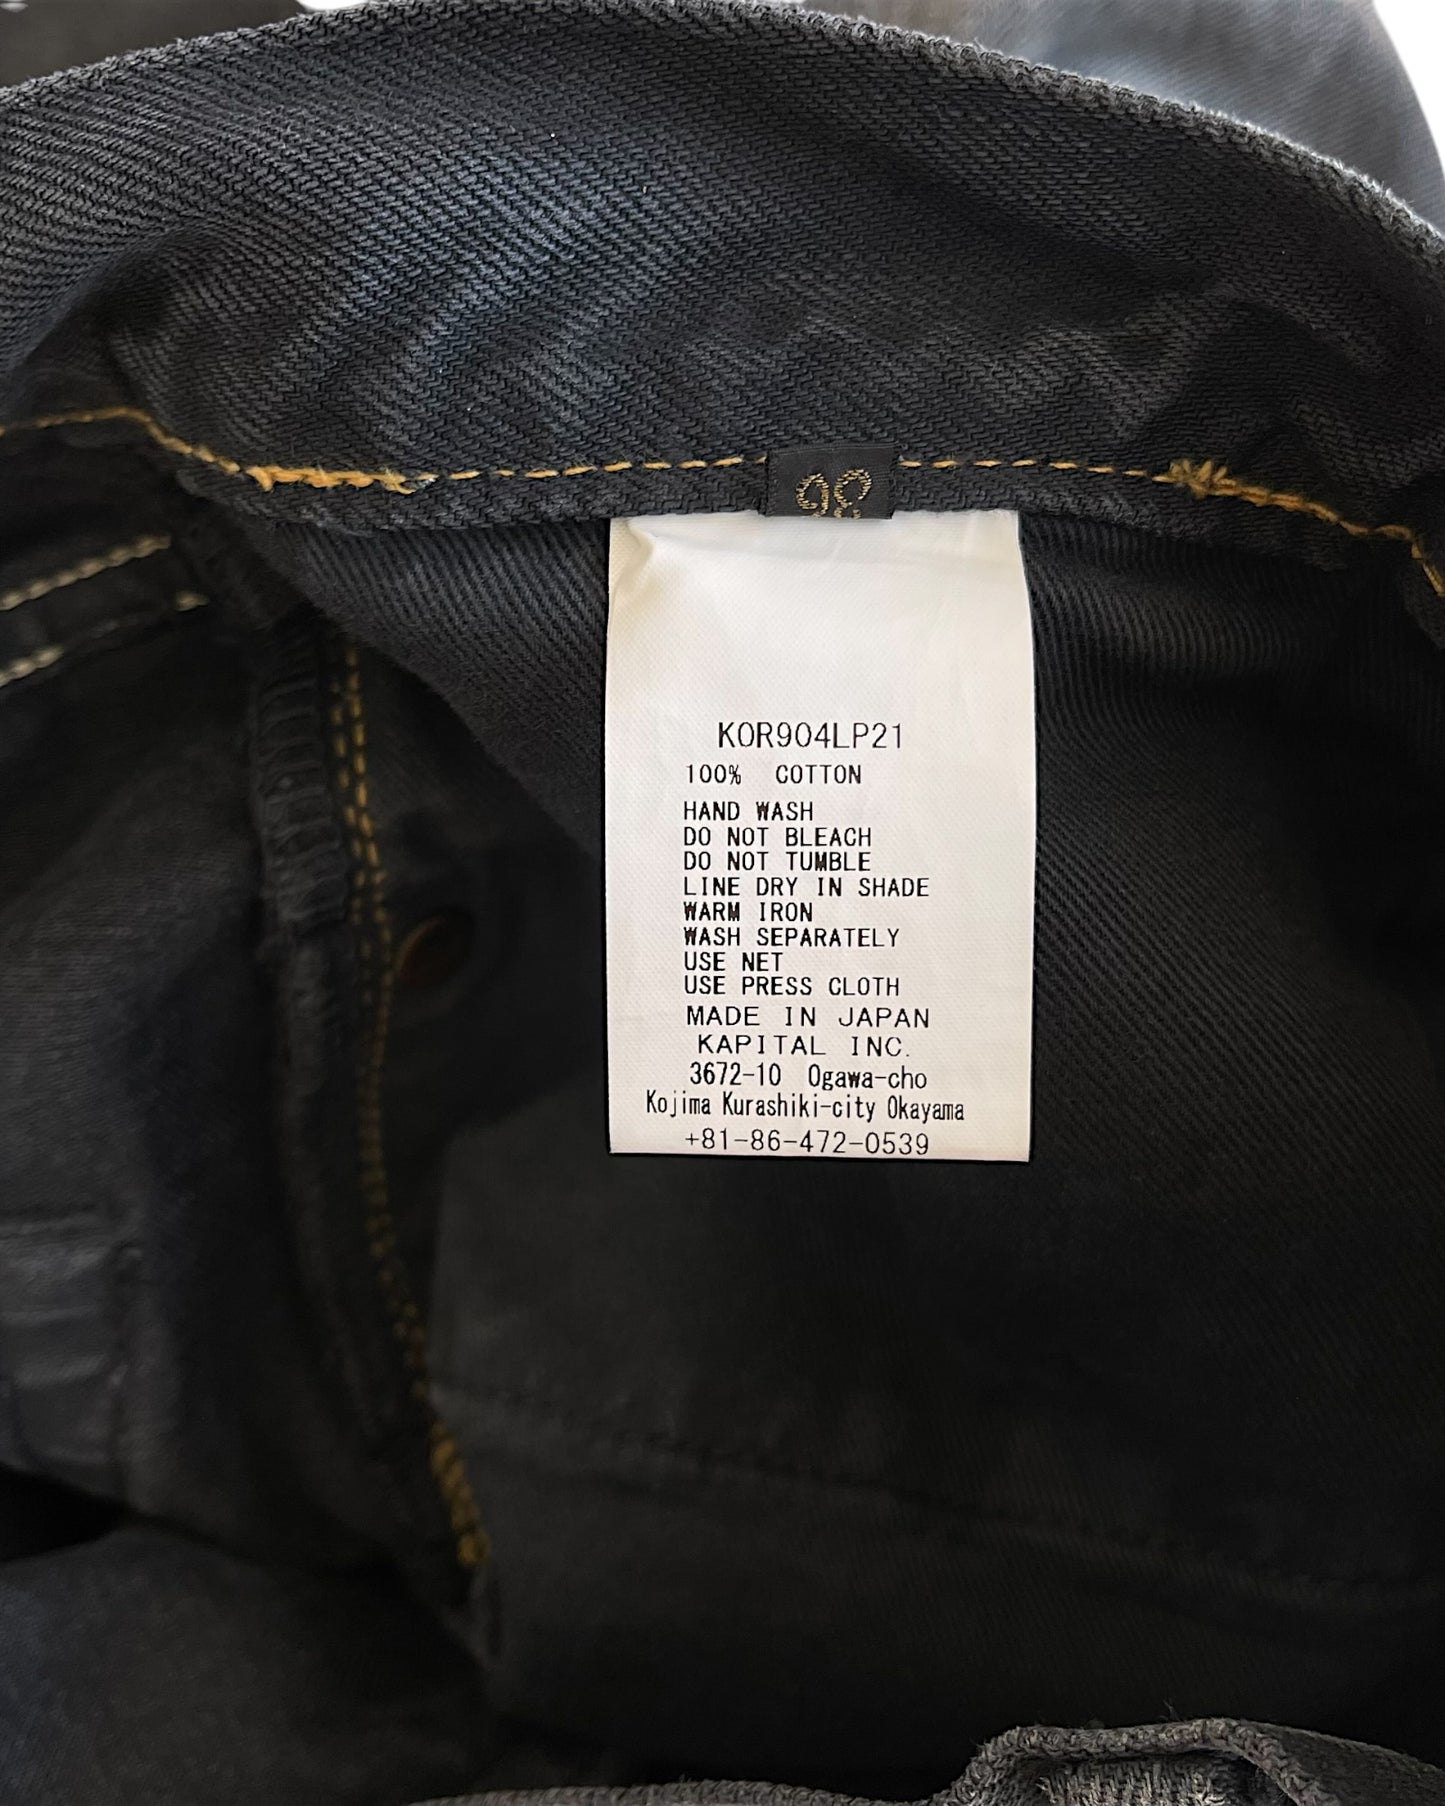 36
KOR904LP21
100% COTTON
HAND WASH
DO NOT BLEACH
DO NOT TUMBLE
LINE DRY IN SHADE
WARM IRON
WASH SEPARATELY
USE NET
USE PRESS CLOTH
MADE IN JAPAN
KAPITAL INC.
3672-10 Ogawa-cho
Kojima Kurashiki-city Okayama
+81-86-472-0539